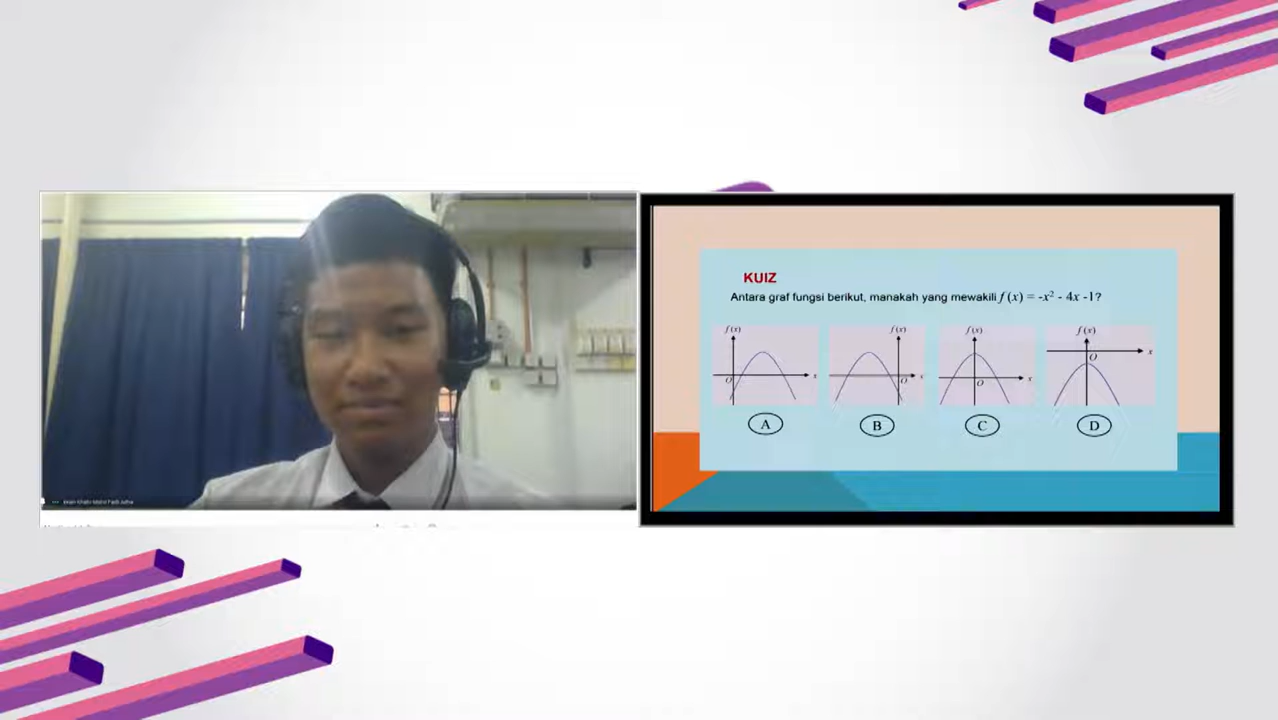 KUIZ
Antara graf fungsi berikut, manakah yang mewakili f (x) = -x² - 4x -1?
f (x)
O
x
A
f (x)
O
x
B
f (x)
O
x
C
f (x)
O
x
D